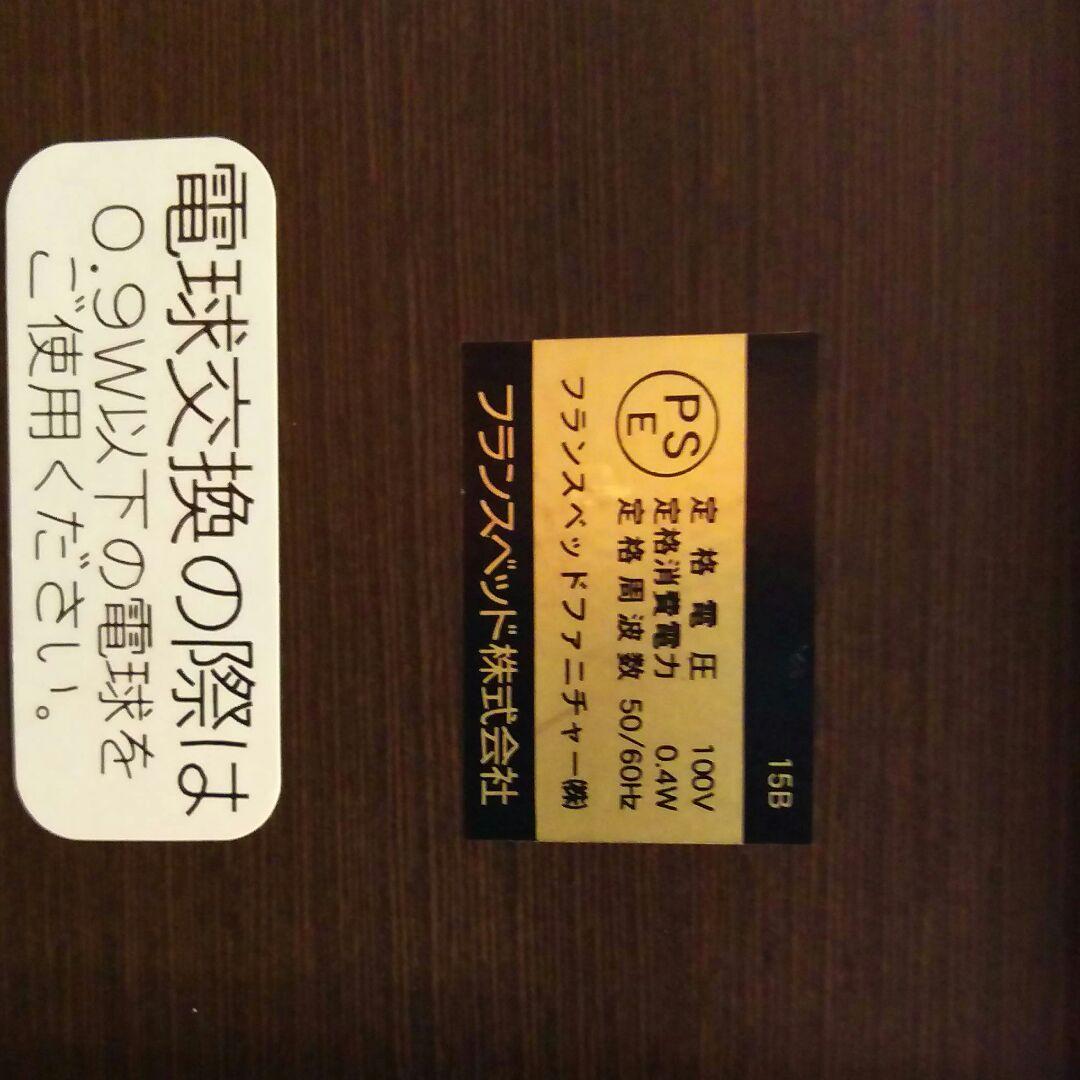 15B
PS
E
定格電圧 100V
定格消費電力 0.4W
定格周波数 50/60Hz
フランスベッドファニチャー㈱
フランスベッド株式会社
電球交換の際は
0.9W以下の電球を
ご使用ください。